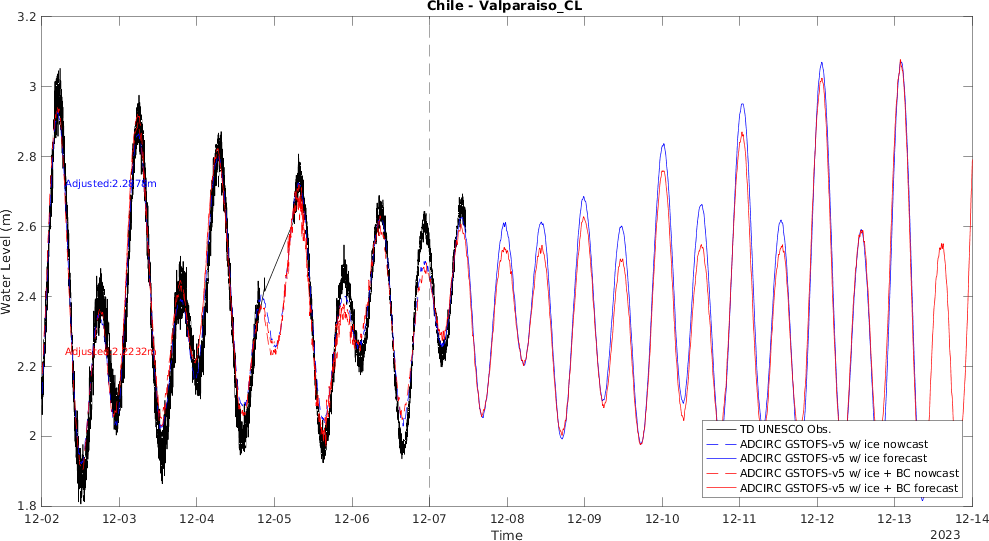 Chile - Valparaiso_CL
Water Level (m)
3.2
3
2.8
2.6
2.4
2.2
2
1.8
Adjusted:2.2878m
Adjusted:2.2232m
TD UNESCO Obs.
ADCIRC GSTOFS-v5 w/ ice nowcast
ADCIRC GSTOFS-v5 w/ ice forecast
ADCIRC GSTOFS-v5 w/ ice + BC nowcast
ADCIRC GSTOFS-v5 w/ ice + BC forecast
12-02 12-03 12-04 12-05 12-06 12-07 12-08 12-09 12-10 12-11 12-12 12-13 12-14
Time
2023